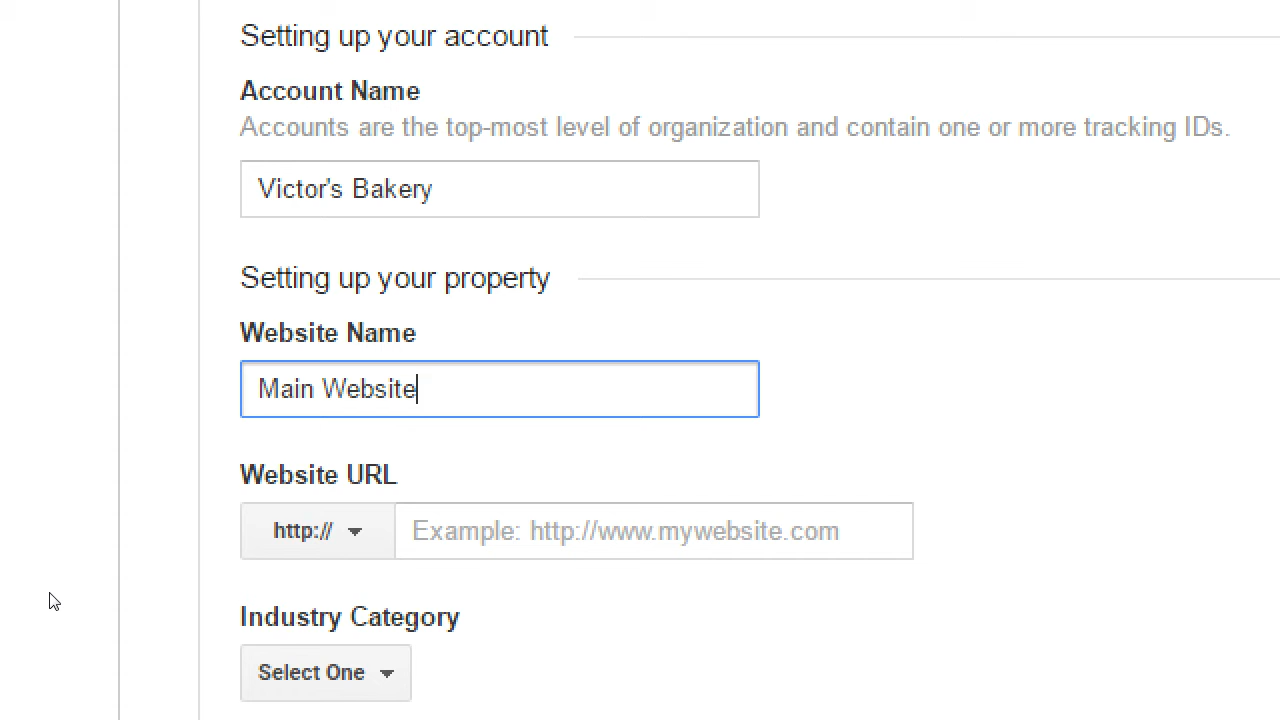 Setting up your account
Account Name
Accounts are the top-most level of organization and contain one or more tracking IDs.
Victor's Bakery
Setting up your property
Website Name
Main Website
Website URL
http://
Example: http://www.mywebsite.com
Industry Category
Select One